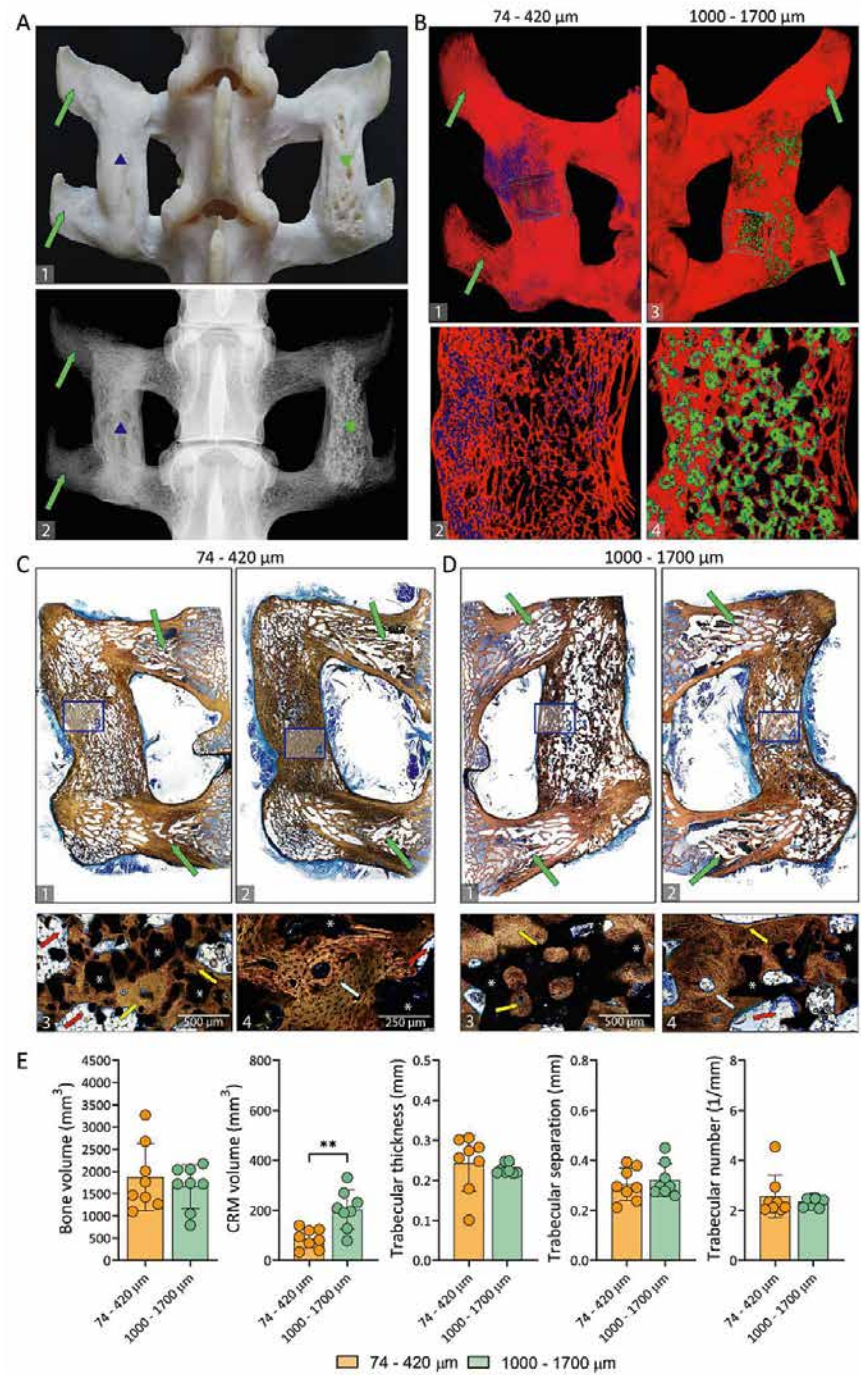 A
B
74 - 420 µm
1000 - 1700 µm
1
2
1
3
2
4
C
74 - 420 µm
D
1000 - 1700 µm
1
2
1
2
* * *
500 µm
3
* *
250 µm
4
* * *
500 µm
3
* *
4
E
Bone volume (mm³)
4500
4000
3500
3000
2500
2000
1500
1000
500
0
74 - 420 µm
1000 - 1700 µm
CRM volume (mm³)
800
600
400
200
0
**
74 - 420 µm
1000 - 1700 µm
Trabecular thickness (mm)
0.5
0.4
0.3
0.2
0.1
0.0
74 - 420 µm
1000 - 1700 µm
Trabecular separation (mm)
0.8
0.6
0.4
0.2
0.0
74 - 420 µm
1000 - 1700 µm
Trabecular number (1/mm)
8
6
4
2
0
74 - 420 µm
1000 - 1700 µm
74 - 420 µm
1000 - 1700 µm